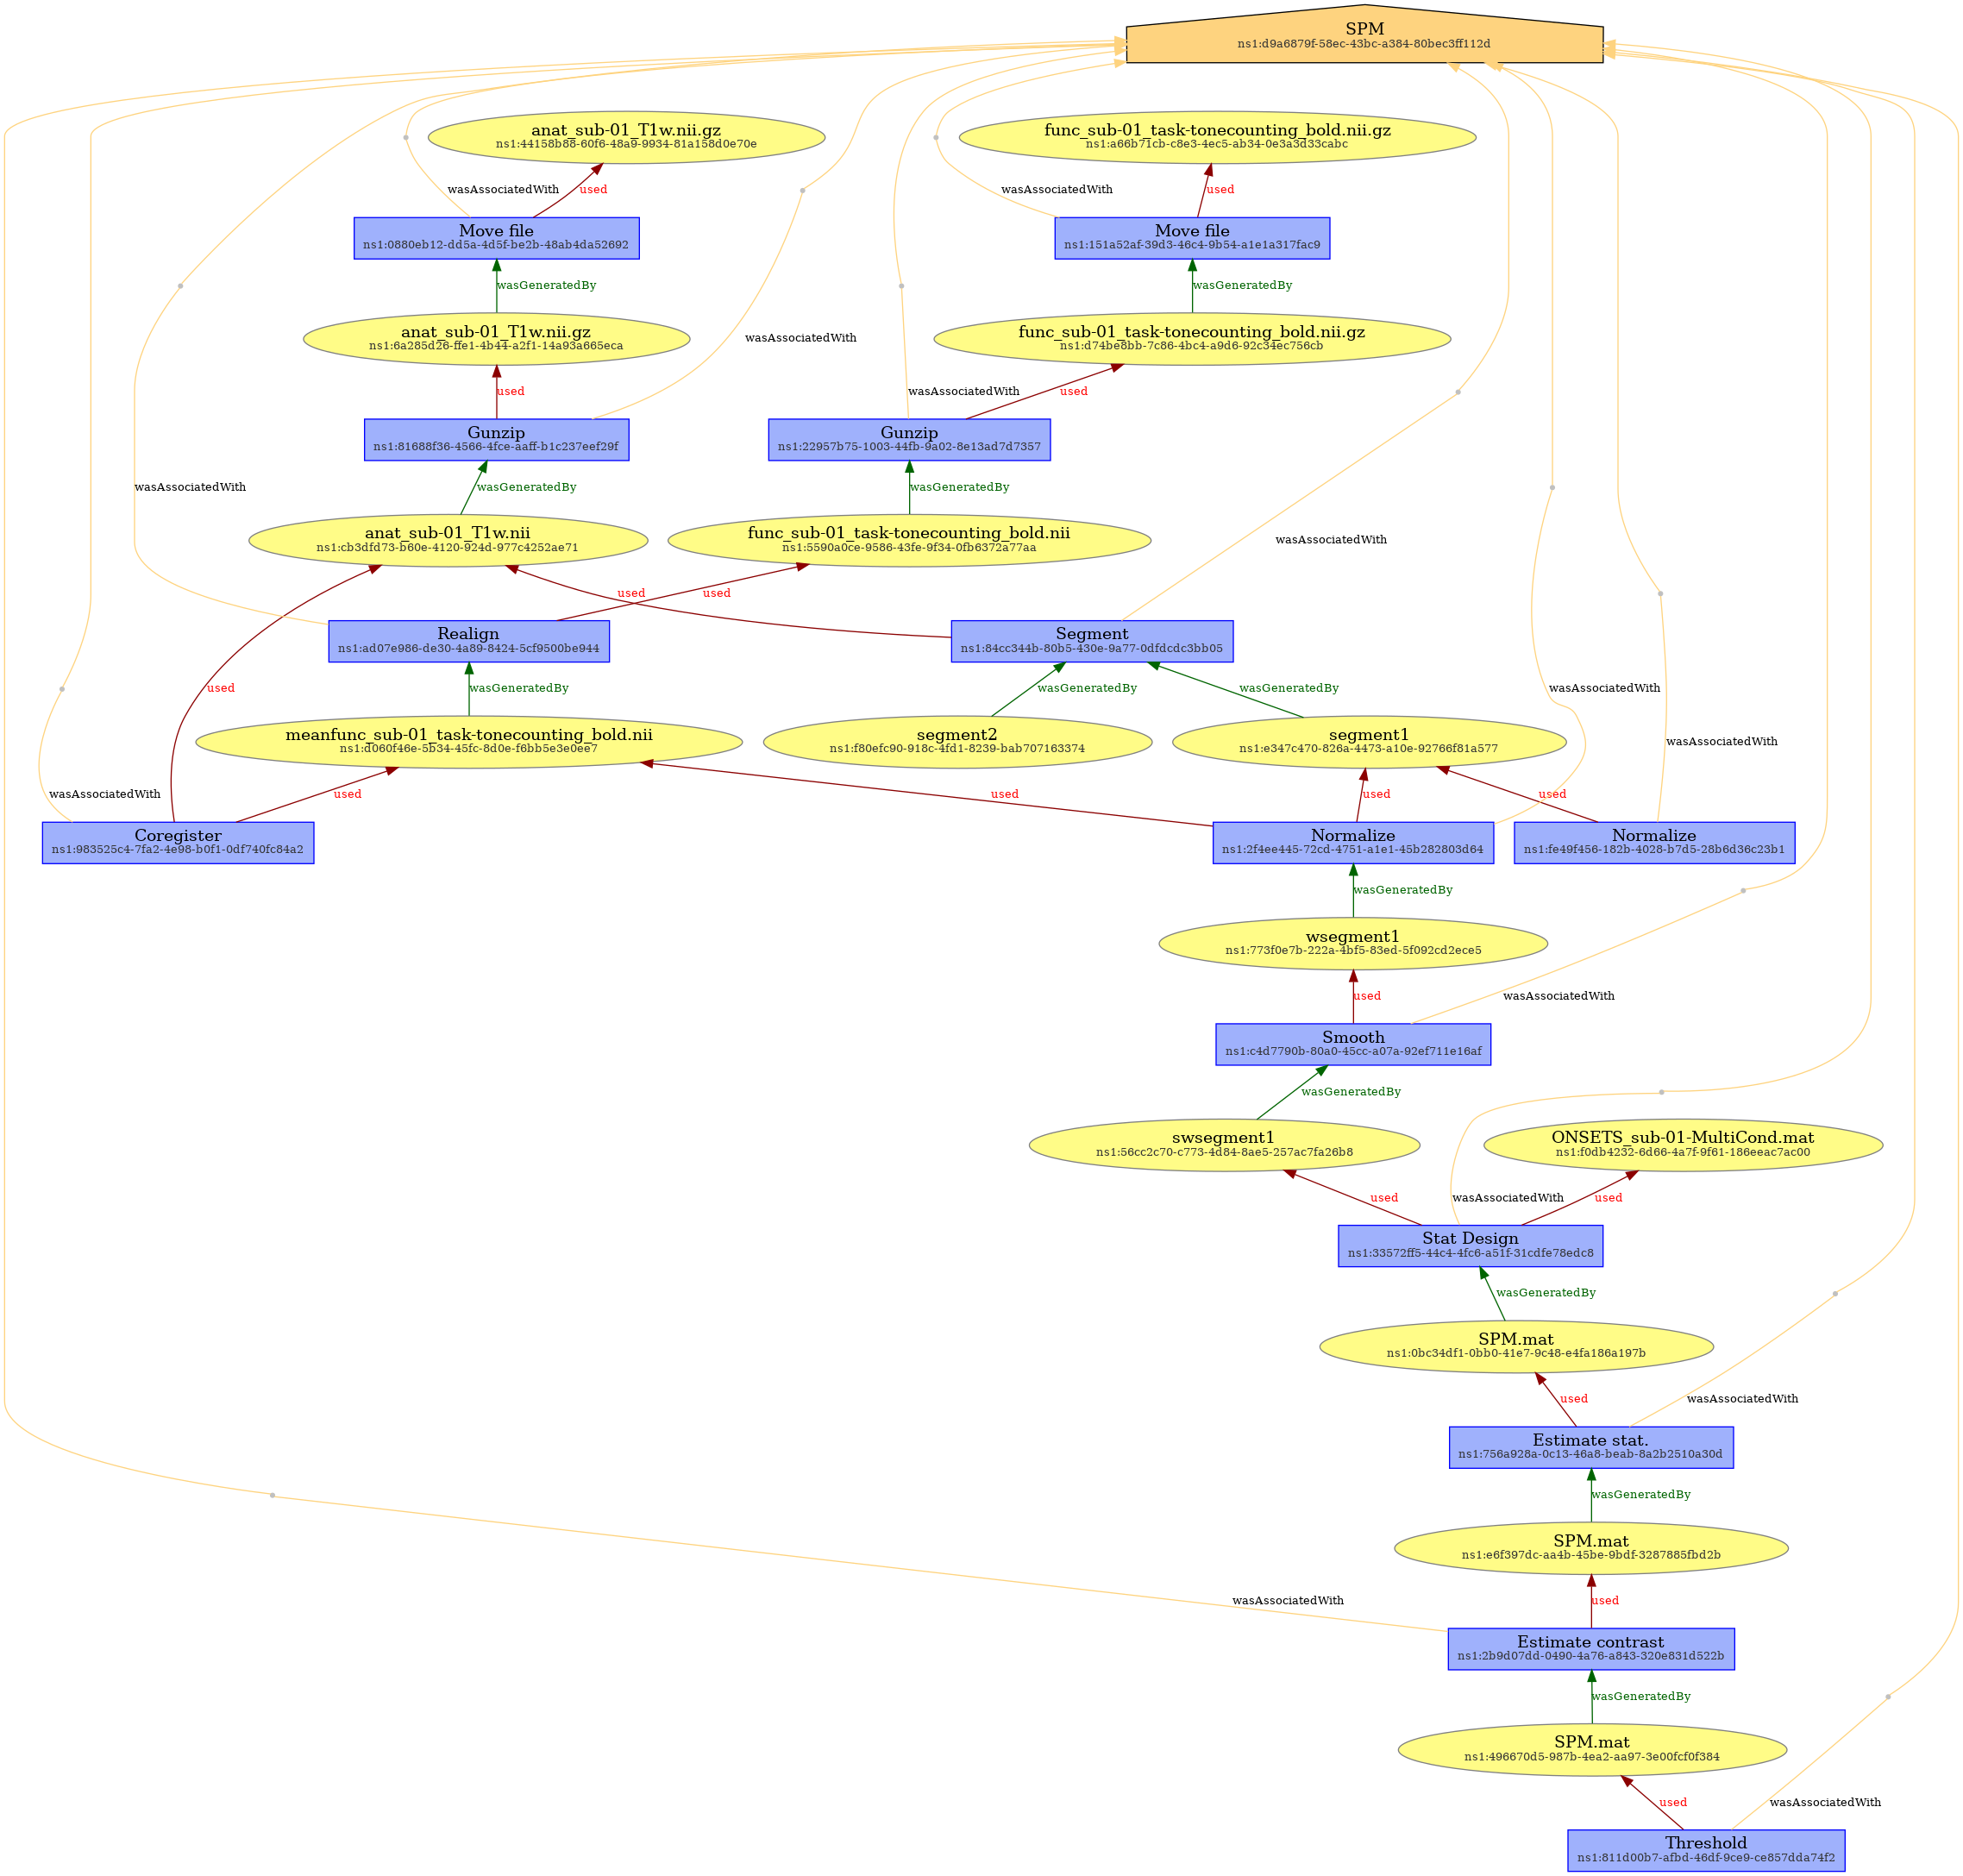 SPM
ns1:d9a6879f-58ec-43bc-a384-80bec3ff112d
anat_sub-01_T1w.nii.gz
ns1:44158b88-60f6-48a9-9934-81a158d0e70e
func_sub-01_task-tonecounting_bold.nii.gz
ns1:a66b71cb-c8e3-4ec5-ab34-0e3a3d33cabc
wasAssociatedWith
used
wasAssociatedWith
used
Move file
ns1:0880eb12-dd5a-4d5f-be2b-48ab4da52692
Move file
ns1:151a52af-39d3-46c4-9b54-a1e1a317fac9
wasGeneratedBy
wasGeneratedBy
anat_sub-01_T1w.nii.gz
ns1:6a285d26-ffe1-4b44-a2f1-14a93a665eca
wasAssociatedWith
func_sub-01_task-tonecounting_bold.nii.gz
ns1:d74be8bb-7c86-4bc4-a9d6-92c34ec756cb
used
wasAssociatedWith
used
Gunzip
ns1:81688f36-4566-4fce-aaff-b1c237eef29f
Gunzip
ns1:22957b75-1003-44fb-9a02-8e13ad7d7357
wasAssociatedWith
wasGeneratedBy
wasGeneratedBy
anat_sub-01_T1w.nii
ns1:cb3dfd73-b60e-4120-924d-977c4252ae71
func_sub-01_task-tonecounting_bold.nii
ns1:5590a0ce-9586-43fe-9f34-0fb6372a77aa
wasAssociatedWith
used
used
Realign
ns1:ad07e986-de30-4a89-8424-5cf9500be944
Segment
ns1:84cc344b-80b5-430e-9a77-0dfdcdc3bb05
used
wasGeneratedBy
wasGeneratedBy
wasGeneratedBy
wasAssociatedWith
meanfunc_sub-01_task-tonecounting_bold.nii
ns1:d060f46e-5b34-45fc-8d0e-f6bb5e3e0ee7
segment2
ns1:f80efc90-918c-4fd1-8239-bab707163374
segment1
ns1:e347c470-826a-4473-a10e-92766f81a577
wasAssociatedWith
wasAssociatedWith
used
used
used
used
Coregister
ns1:983525c4-7fa2-4e98-b0f1-0df740fc84a2
Normalize
ns1:2f4ee445-72cd-4751-a1e1-45b282803d64
Normalize
ns1:fe49f456-182b-4028-b7d5-28b6d36c23b1
wasGeneratedBy
wsegment1
ns1:773f0e7b-222a-4bf5-83ed-5f092cd2ece5
used
wasAssociatedWith
Smooth
ns1:c4d7790b-80a0-45cc-a07a-92ef711e16af
wasGeneratedBy
swsegment1
ns1:56cc2c70-c773-4d84-8ae5-257ac7fa26b8
ONSETS_sub-01-MultiCond.mat
ns1:f0db4232-6d66-4a7f-9f61-186eeac7ac00
used
wasAssociatedWith
used
Stat Design
ns1:33572ff5-44c4-4fc6-a51f-31cdfe78edc8
wasGeneratedBy
SPM.mat
ns1:0bc34df1-0bb0-41e7-9c48-e4fa186a197b
used
wasAssociatedWith
Estimate stat.
ns1:756a928a-0c13-46a8-beab-8a2b2510a30d
wasGeneratedBy
SPM.mat
ns1:e6f397dc-aa4b-45be-9bdf-3287885fbd2b
wasAssociatedWith
used
Estimate contrast
ns1:2b9d07dd-0490-4a76-a843-320e831d522b
wasGeneratedBy
SPM.mat
ns1:496670d5-987b-4ea2-aa97-3e00fcf0f384
used
wasAssociatedWith
Threshold
ns1:811d00b7-afbd-46df-9ce9-ce857dda74f2